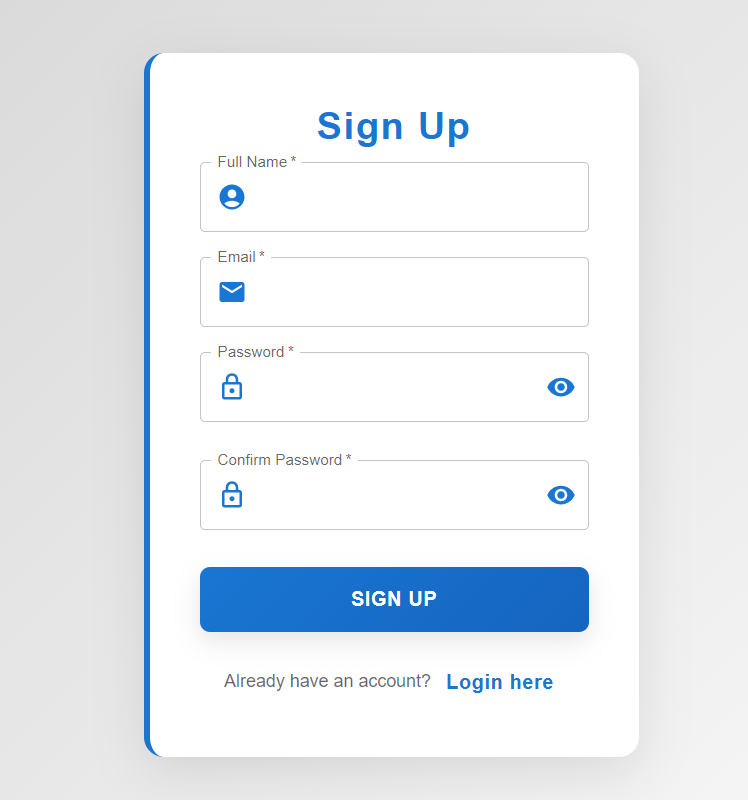 Sign Up
Full Name *
Email *
Password *
Confirm Password *
SIGN UP
Already have an account? Login here